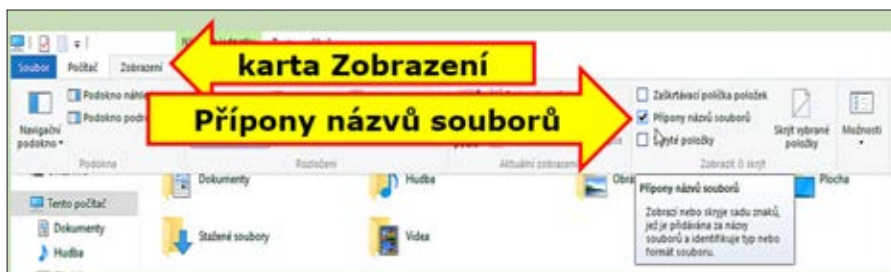 Soubor Počítač Zobrazení
karta Zobrazení
Podokno
Podokno
Přípony názvů souborů
Navigační
podokno
Zaškrtávací políčka položek
Přípony názvů souborů
Skryté položky
Skrýt vybrané
položky
Možnosti
Podokna
Rozložení
Aktuální zobrazení
Zobrazit či skrýt
Dokumenty
Hudba
Plocha
Tento počítač
Dokumenty
Hudba
Stažené soubory
Videa
Přípony názvů souborů
Zobrazí nebo skryje sadu znaků,
jež je přidávána za názvy
souborů a identifikuje typ nebo
formát souboru.